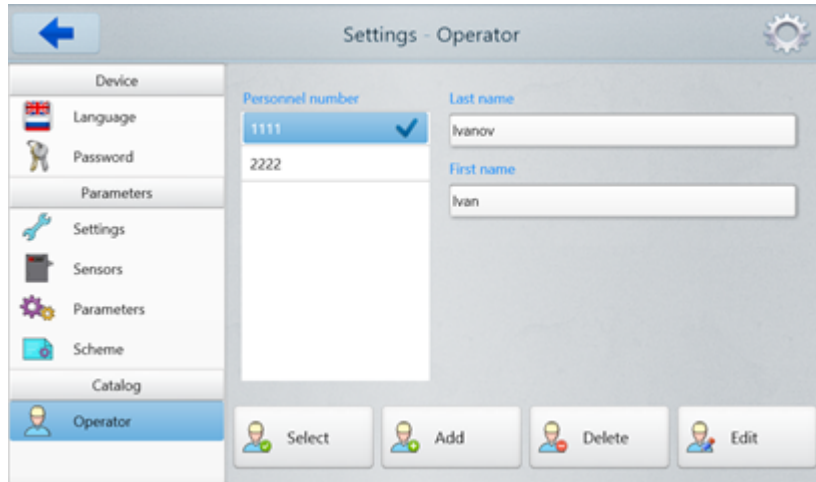 Settings - Operator
Device
Language
Password
Parameters
Settings
Sensors
Parameters
Scheme
Catalog
Operator
Personnel number
1111
2222
Last name
Ivanov
First name
Ivan
Select
Add
Delete
Edit